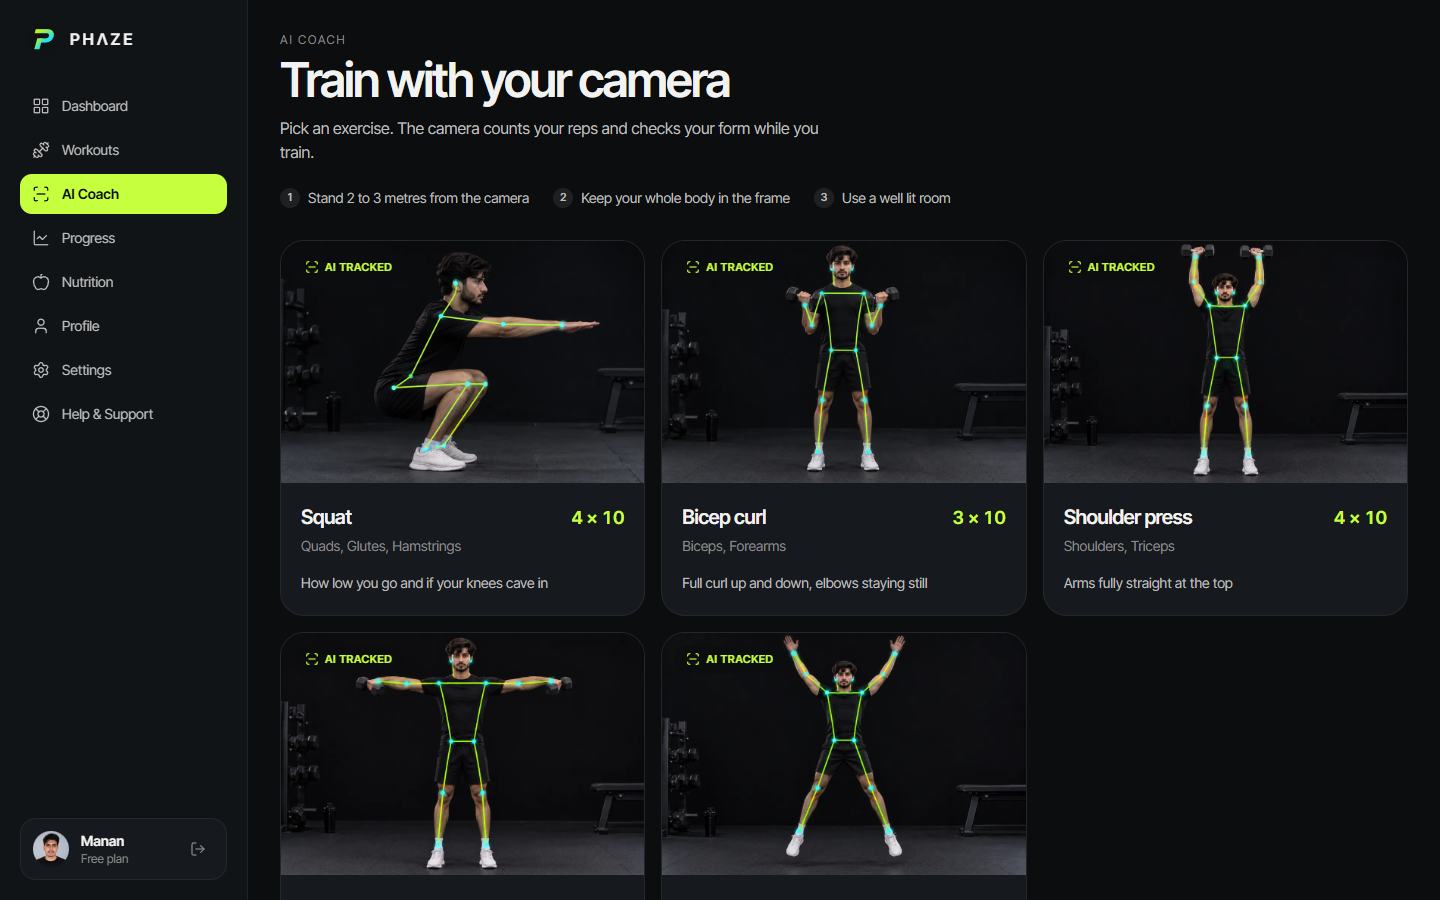 PHΛZE
Dashboard
Workouts
AI Coach
Progress
Nutrition
Profile
Settings
Help & Support
Manan
Free plan
AI COACH
Train with your camera
Pick an exercise. The camera counts your reps and checks your form while you
train.
1 Stand 2 to 3 metres from the camera 2 Keep your whole body in the frame 3 Use a well lit room
AI TRACKED
Squat 4 × 10
Quads, Glutes, Hamstrings
How low you go and if your knees cave in
AI TRACKED
Bicep curl 3 × 10
Biceps, Forearms
Full curl up and down, elbows staying still
AI TRACKED
Shoulder press 4 × 10
Shoulders, Triceps
Arms fully straight at the top
AI TRACKED
AI TRACKED